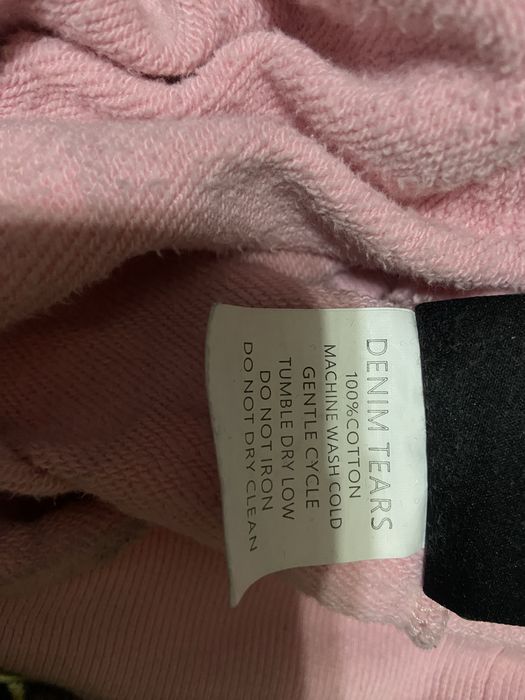 DENIM TEARS
100%COTTON
MACHINE WASH COLD
GENTLE CYCLE
TUMBLE DRY LOW
DO NOT IRON
DO NOT DRY CLEAN